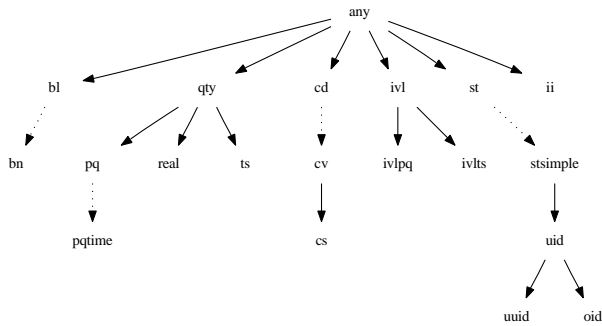 any
bl qty cd ivl st ii
bn pq real ts cv ivlpq ivlts stsimple
pqtime cs uid
uuid oid